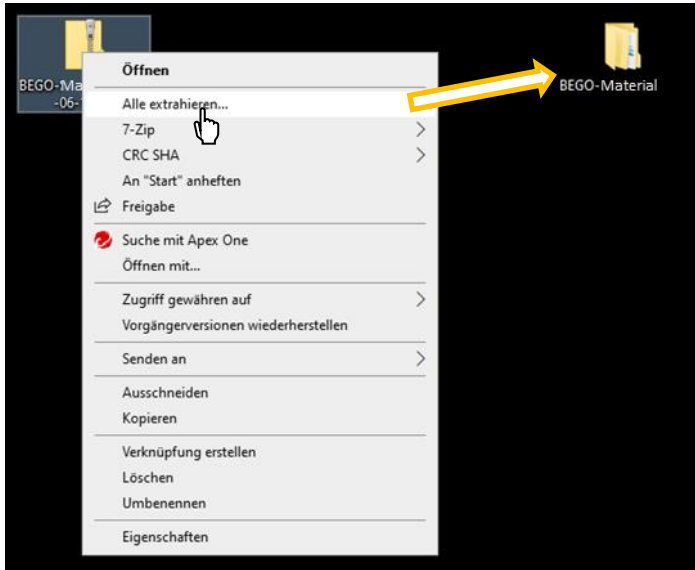 BEGO-1Ma
-06-
Öffnen
Alle extrahieren...
7-Zip
CRC SHA
An "Start" anheften
Freigabe
Suche mit Apex One
Öffnen mit...
Zugriff gewähren auf
Vorgängerversionen wiederherstellen
Senden an
Ausschneiden
Kopieren
Verknüpfung erstellen
Löschen
Umbenennen
Eigenschaften
BEGO-Material